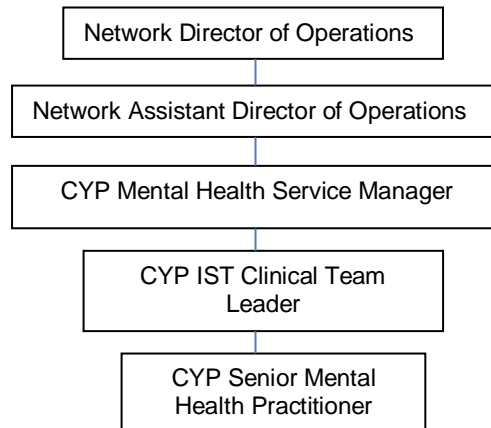 Network Director of Operations
Network Assistant Director of Operations
CYP Mental Health Service Manager
CYP IST Clinical Team
Leader
CYP Senior Mental
Health Practitioner